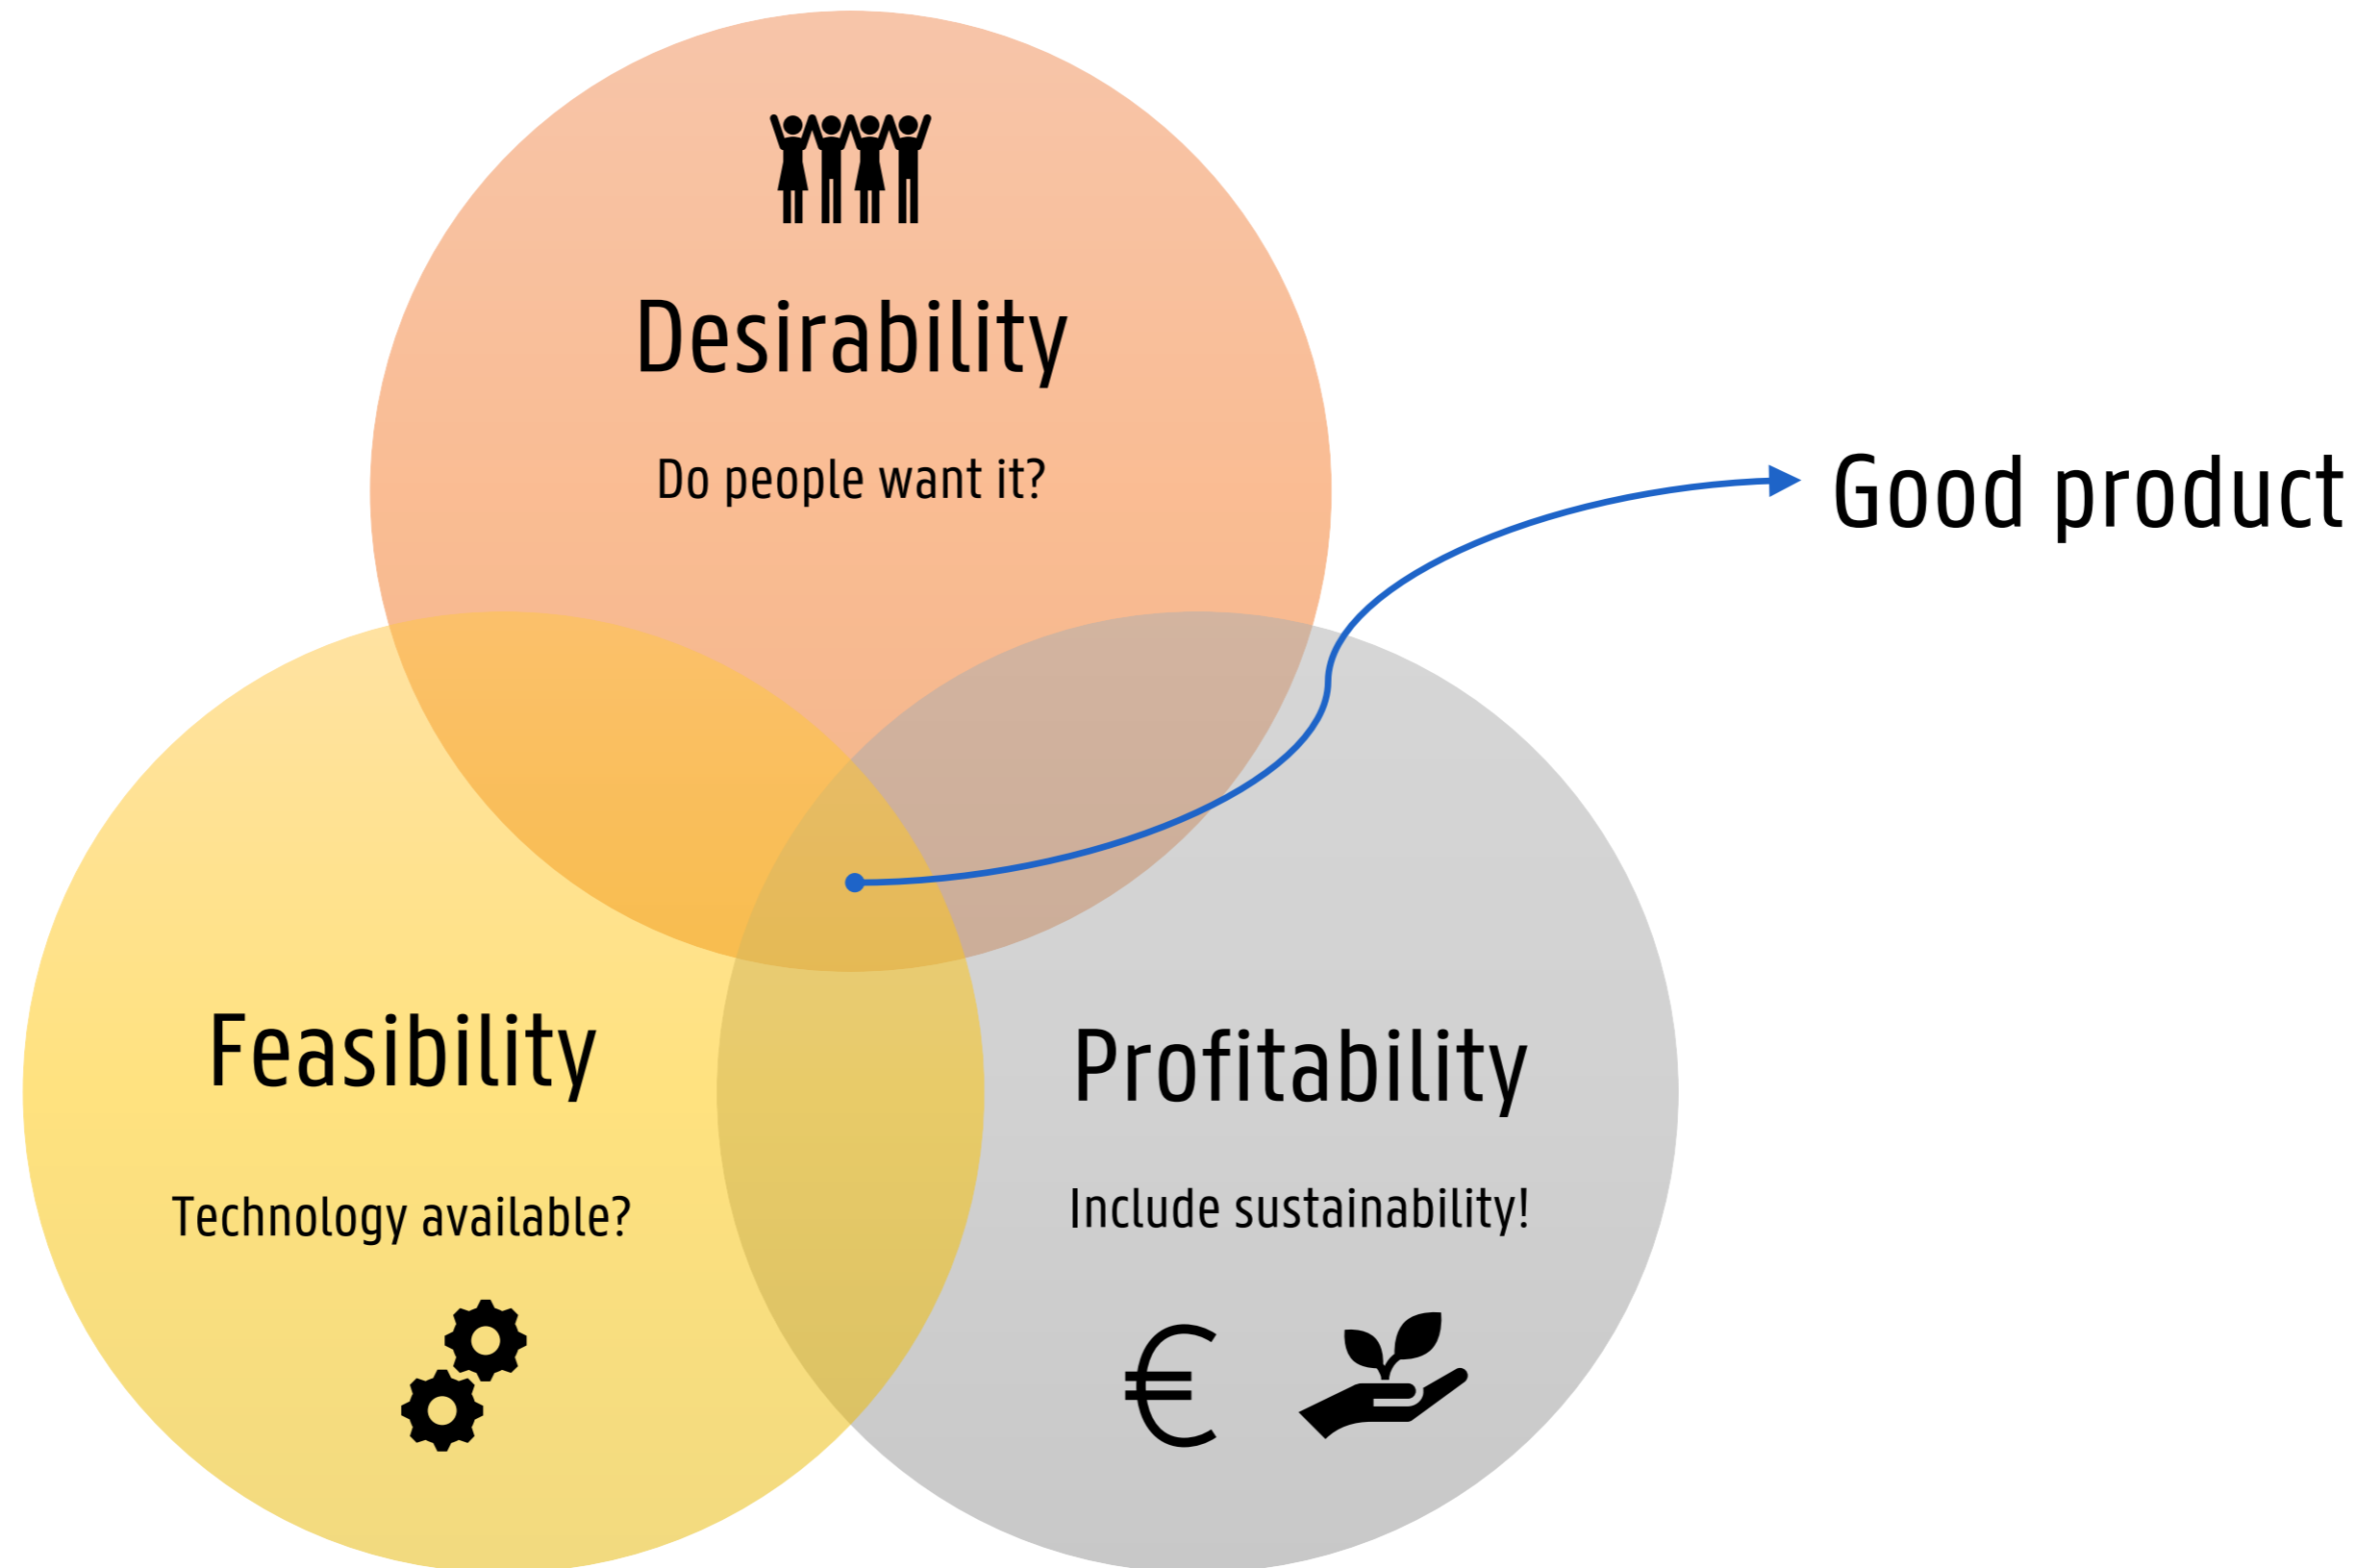 Desirability
Do people want it?
Good product
Feasibility
Technology available?
Profitability
Include sustainability!
€